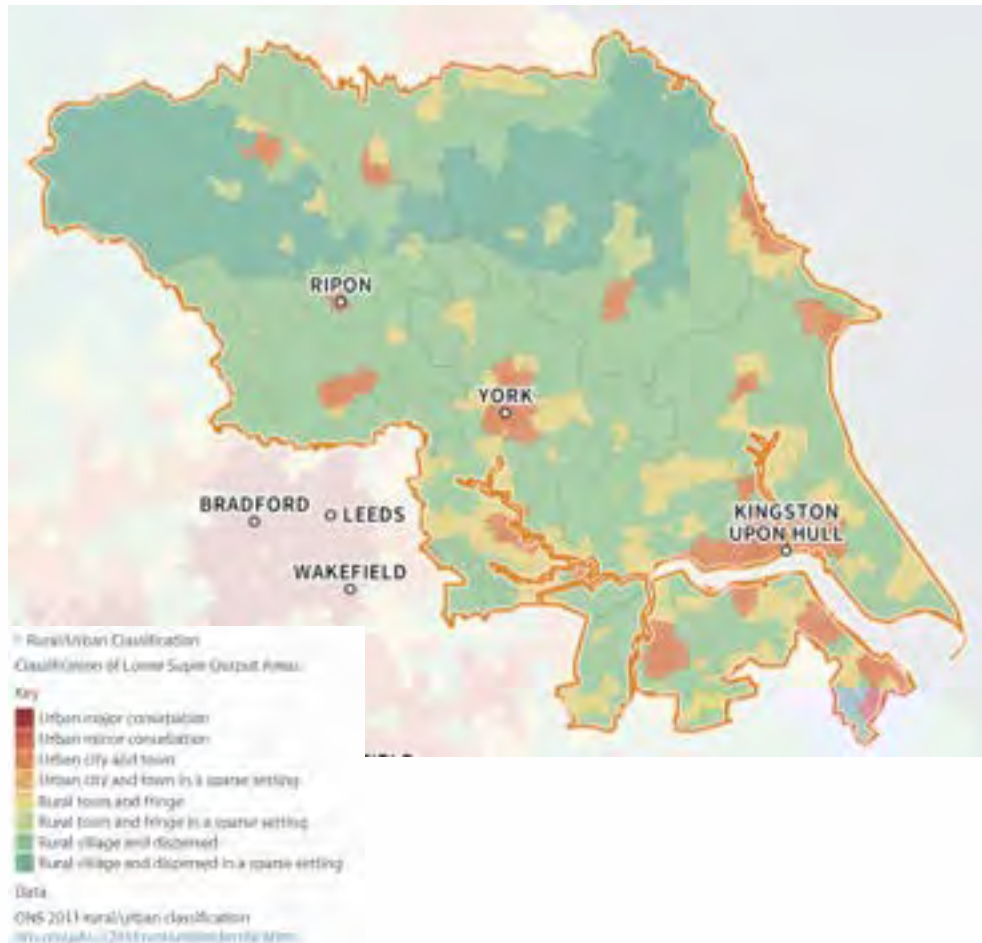 RIPON
YORK
BRADFORD
LEEDS
KINGSTON
UPON HULL
WAKEFIELD
Rural/Urban Classification
Classification of Lower Super Output Areas
Key
Urban major conurbation
Urban minor conurbation
Urban city and town
Urban city and town in a sparse setting
Rural town and fringe
Rural town and fringe in a sparse setting
Rural village and dispersed
Rural village and dispersed in a sparse setting
Data
ONS 2011 rural/urban classification